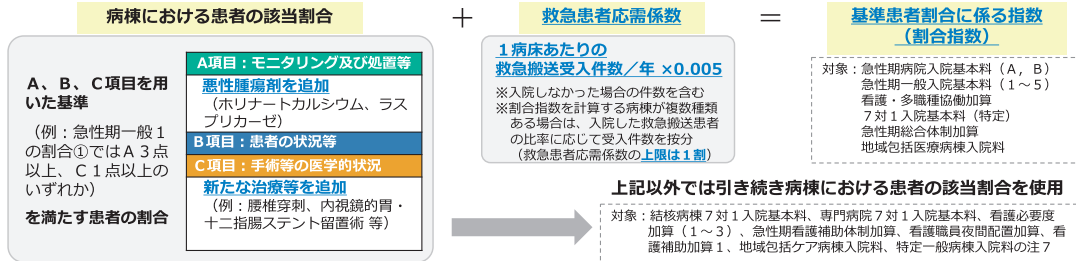 病棟における患者の該当割合
A、B、C項目を用
いた基準
（例：急性期一般１
の割合①ではA３点
以上、C１点以上の
いずれか）
を満たす患者の割合
A項目：モニタリング及び処置等
悪性腫瘍剤を追加
（ホリナートカルシウム、ラス
ブリカーゼ）
B項目：患者の状況等
C項目：手術等の医学的状況
新たな治療等を追加
（例：腰椎穿刺、内視鏡的胃・
十二指腸ステント留置術 等）
＋
救急患者応需係数
１病床あたりの
救急搬送受入件数／年 ×0.005
※入院しなかった場合の件数を含む
※割合指数を計算する病棟が複数種類
ある場合は、入院した救急搬送患者
の比率に応じて受入件数を按分
（救急患者応需係数の上限は１割）
＝
基準患者割合に係る指数
（割合指数）
対象：急性期病院入院基本料（A，B）
急性期一般入院基本料（１～５）
看護・多職種協働加算
７対１入院基本料（特定）
急性期総合体制加算
地域包括医療病棟入院料
上記以外では引き続き病棟における患者の該当割合を使用
対象：結核病棟７対１入院基本料、専門病院７対１入院基本料、看護必要度
加算（１～３）、急性期看護補助体制加算、看護職員夜間配置加算、看
護補助加算１、地域包括ケア病棟入院料、特定一般病棟入院料の注７